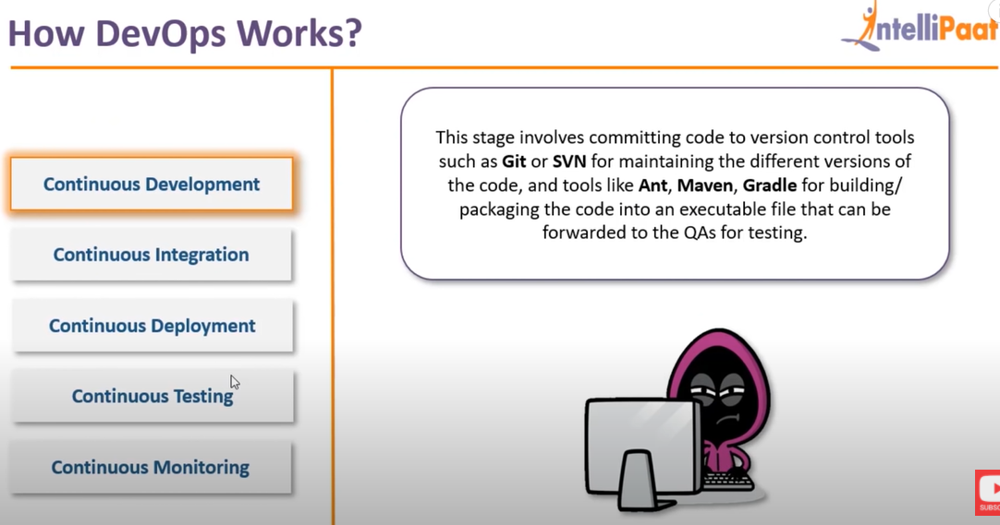 How DevOps Works?
IntelliPaat
Continuous Development
Continuous Integration
Continuous Deployment
Continuous Testing
Continuous Monitoring
This stage involves committing code to version control tools
such as Git or SVN for maintaining the different versions of
the code, and tools like Ant, Maven, Gradle for building/
packaging the code into an executable file that can be
forwarded to the QAs for testing.
SUBSC